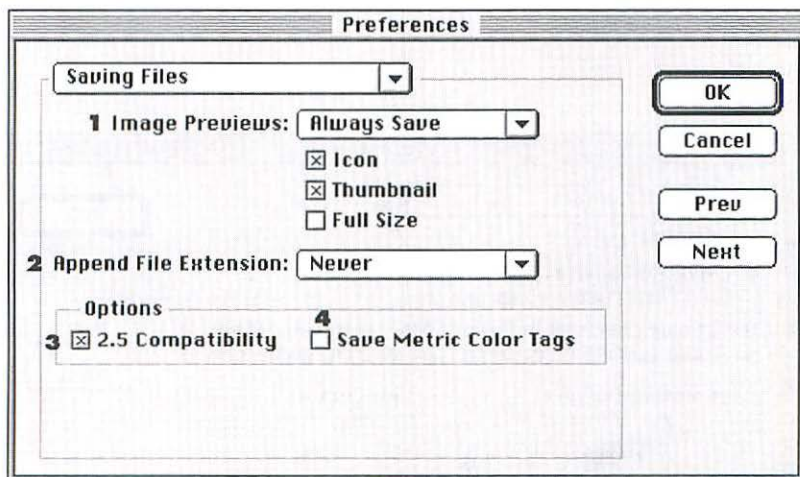 Preferences
Saving Files
OK
1 Image Previews: Always Save
Cancel
Icon
Thumbnail
Prev
Full Size
Next
2 Append File Extension: Never
Options
4
3 2.5 Compatibility Save Metric Color Tags